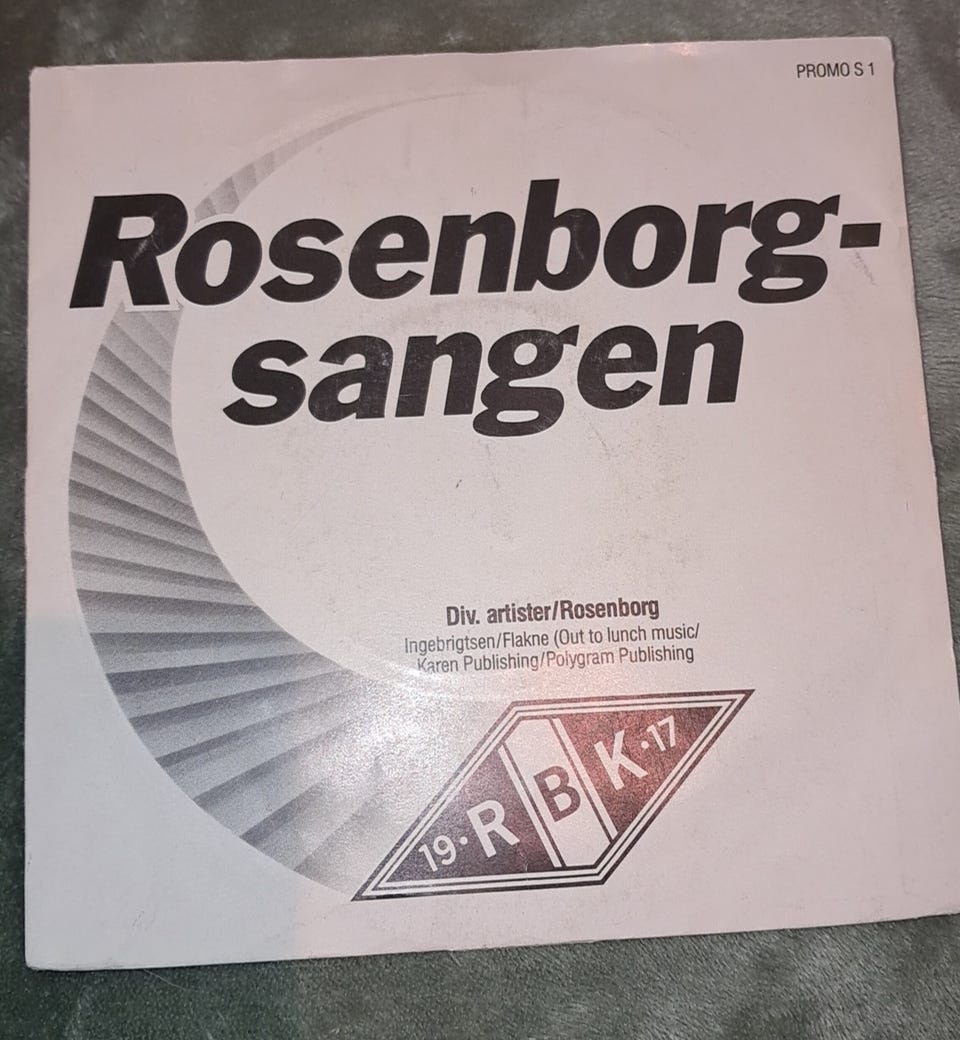 PROMO S 1
Rosenborg-
sangen
Div. artister/Rosenborg
Ingebrigtsen/Flakne (Out to lunch music/
Karen Publishing/Polygram Publishing
19·R B K·17